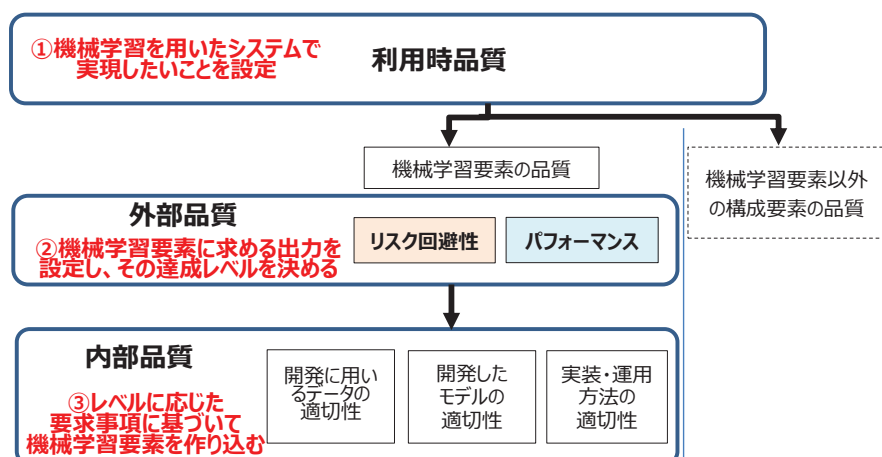 ①機械学習を用いたシステムで
実現したいことを設定
利用時品質
機械学習要素の品質
機械学習要素以外
の構成要素の品質
外部品質
②機械学習要素に求める出力を
設定し、その達成レベルを決める
リスク回避性
パフォーマンス
内部品質
③レベルに応じた
要求事項に基づいて
機械学習要素を作り込む
開発に用い
るデータの
適切性
開発した
モデルの
適切性
実装・運用
方法の
適切性